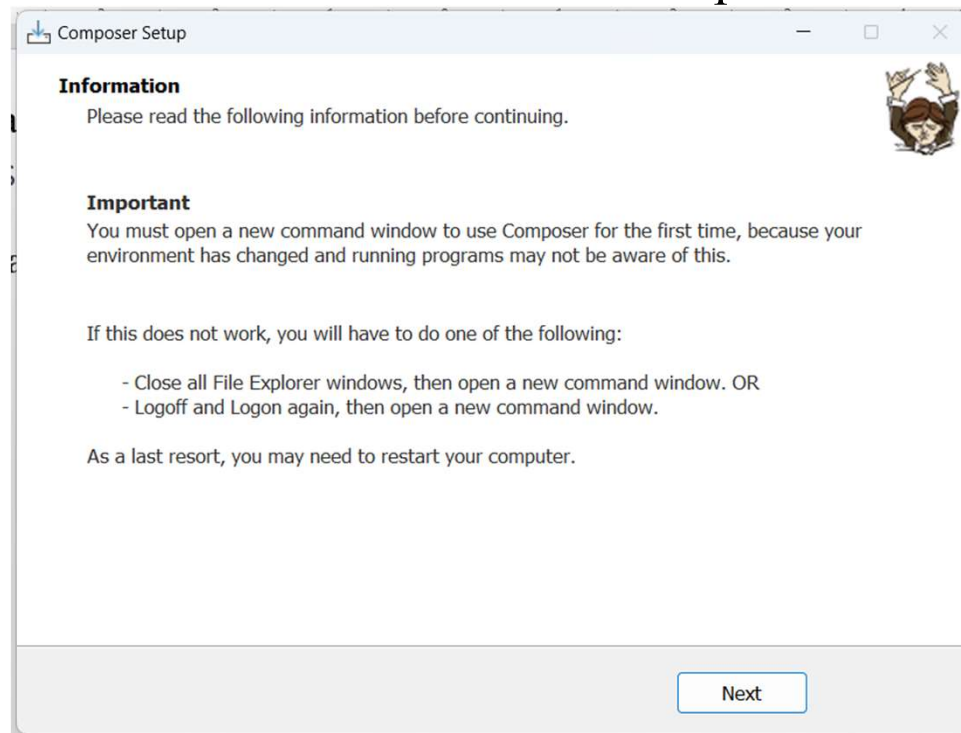 Composer Setup
Information
Please read the following information before continuing.
Important
You must open a new command window to use Composer for the first time, because your
environment has changed and running programs may not be aware of this.
If this does not work, you will have to do one of the following:
- Close all File Explorer windows, then open a new command window. OR
- Logoff and Logon again, then open a new command window.
As a last resort, you may need to restart your computer.
Next